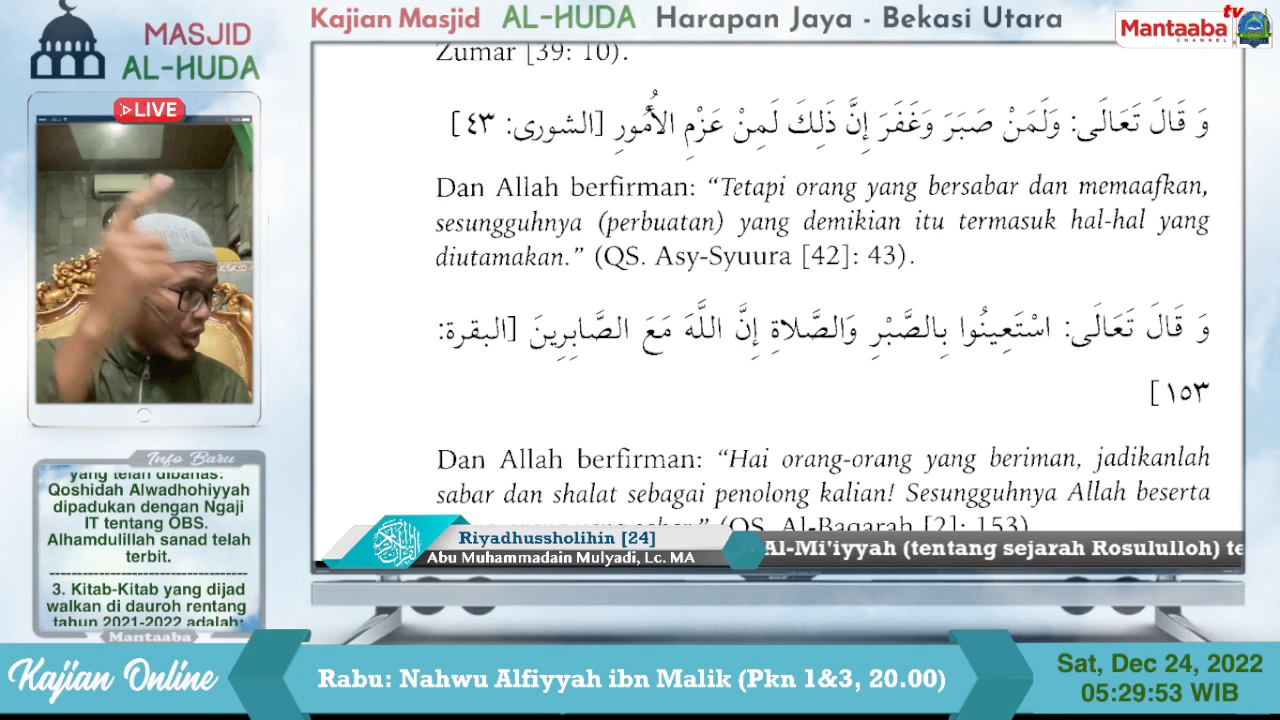 MASJID
AL-HUDA
Kajian Masjid AL-HUDA Harapan Jaya - Bekasi Utara
Mantaaba tv
CHANNEL
LIVE
Zumar [39: 10).
وَ قَالَ تَعَالَى: وَلَمَنْ صَبَرَ وَغَفَرَ إِنَّ ذَلِكَ لَمِنْ عَزْمِ الأُمُورِ [الشورى: ٤٣]
Dan Allah berfirman: “Tetapi orang yang bersabar dan memaafkan,
sesungguhnya (perbuatan) yang demikian itu termasuk hal-hal yang
diutamakan.” (QS. Asy-Syuura [42]: 43).
وَ قَالَ تَعَالَى: اسْتَعِينُوا بِالصَّبْرِ وَالصَّلاةِ إِنَّ اللَّهَ مَعَ الصَّابِرِينَ [البقرة:
١٥٣]
Dan Allah berfirman: “Hai orang-orang yang beriman, jadikanlah
sabar dan shalat sebagai penolong kalian! Sesungguhnya Allah beserta
(QS. Al-Baqarah [2]: 153)
Info Baru
yang telah dibahas:
Qoshidah Alwadhohiyyah
dipadukan dengan Ngaji
IT tentang OBS.
Alhamdulillah sanad telah
terbit.
3. Kitab-Kitab yang dijad
walkan di dauroh rentang
tahun 2021-2022 adalah:
Mantaaba
Riyadhussholihin [24]
Abu Muhammadain Mulyadi, Lc. MA
Al-Mi'iyyah (tentang sejarah Rosululloh) te
Kajian Online
Rabu: Nahwu Alfiyyah ibn Malik (Pkn 1&3, 20.00)
Sat, Dec 24, 2022
05:29:53 WIB